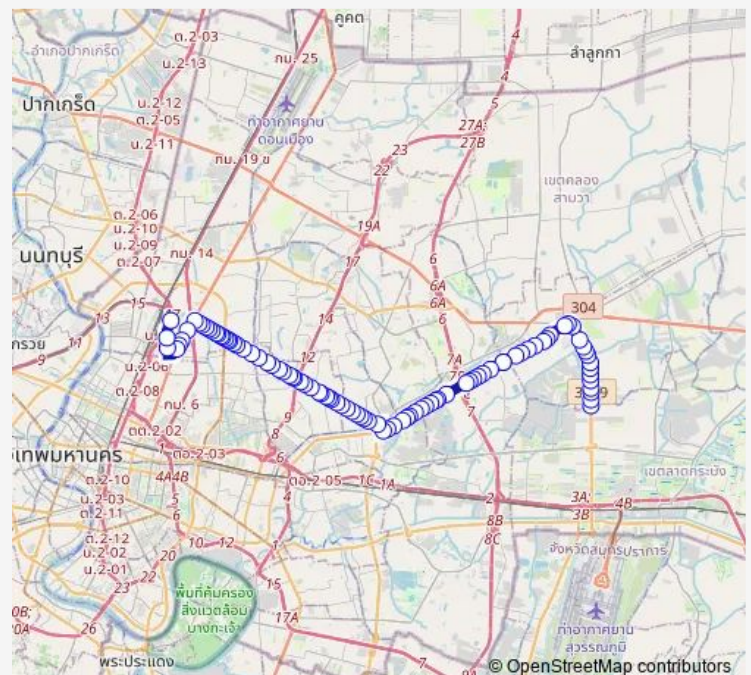 คูคต
ต.2-03
กม. 25
4
ลำลูกกา
อำเภอปากเกร็ด
น.2-13
4
ปากเกร็ด
น.2-12
5
ต.2-05
ท่าอากาศยาน
ดอนเมือง
27A;
27B
น.2-11
23
กม. 19 ข
22
เขตคลอง
สามวา
ต.2-06
น.2-10
19A
นนทบุรี
น.2-09
กม. 14
17
6
ต.2-07
6A
15
6A
304
13
14
กรวย
11
12
7A
9
น.2-08
กม. 6
9
7
ต.2-02
8
เทพมหานคร
ตอ.2-03
6
เขตลาดกระบัง
ต.2-10
4A4B
ตอ.2-05
1C
1A
น.2-03
5
4
2
3A;
4B
ต.2-11
6
1
8B
3B
ต.2-12
20
10
12
8C
จังหวัดสมุทรปราการ
น.2-02
น.2-01
22
15
4
23
พื้นที่คุ้มครอง
สิ่งแวดล้อม
บางกะเจ้า
17A
ท่าอากาศยาน
สุวรรณภูมิ
26
พระประแดง
7
© OpenStreetMap contributors